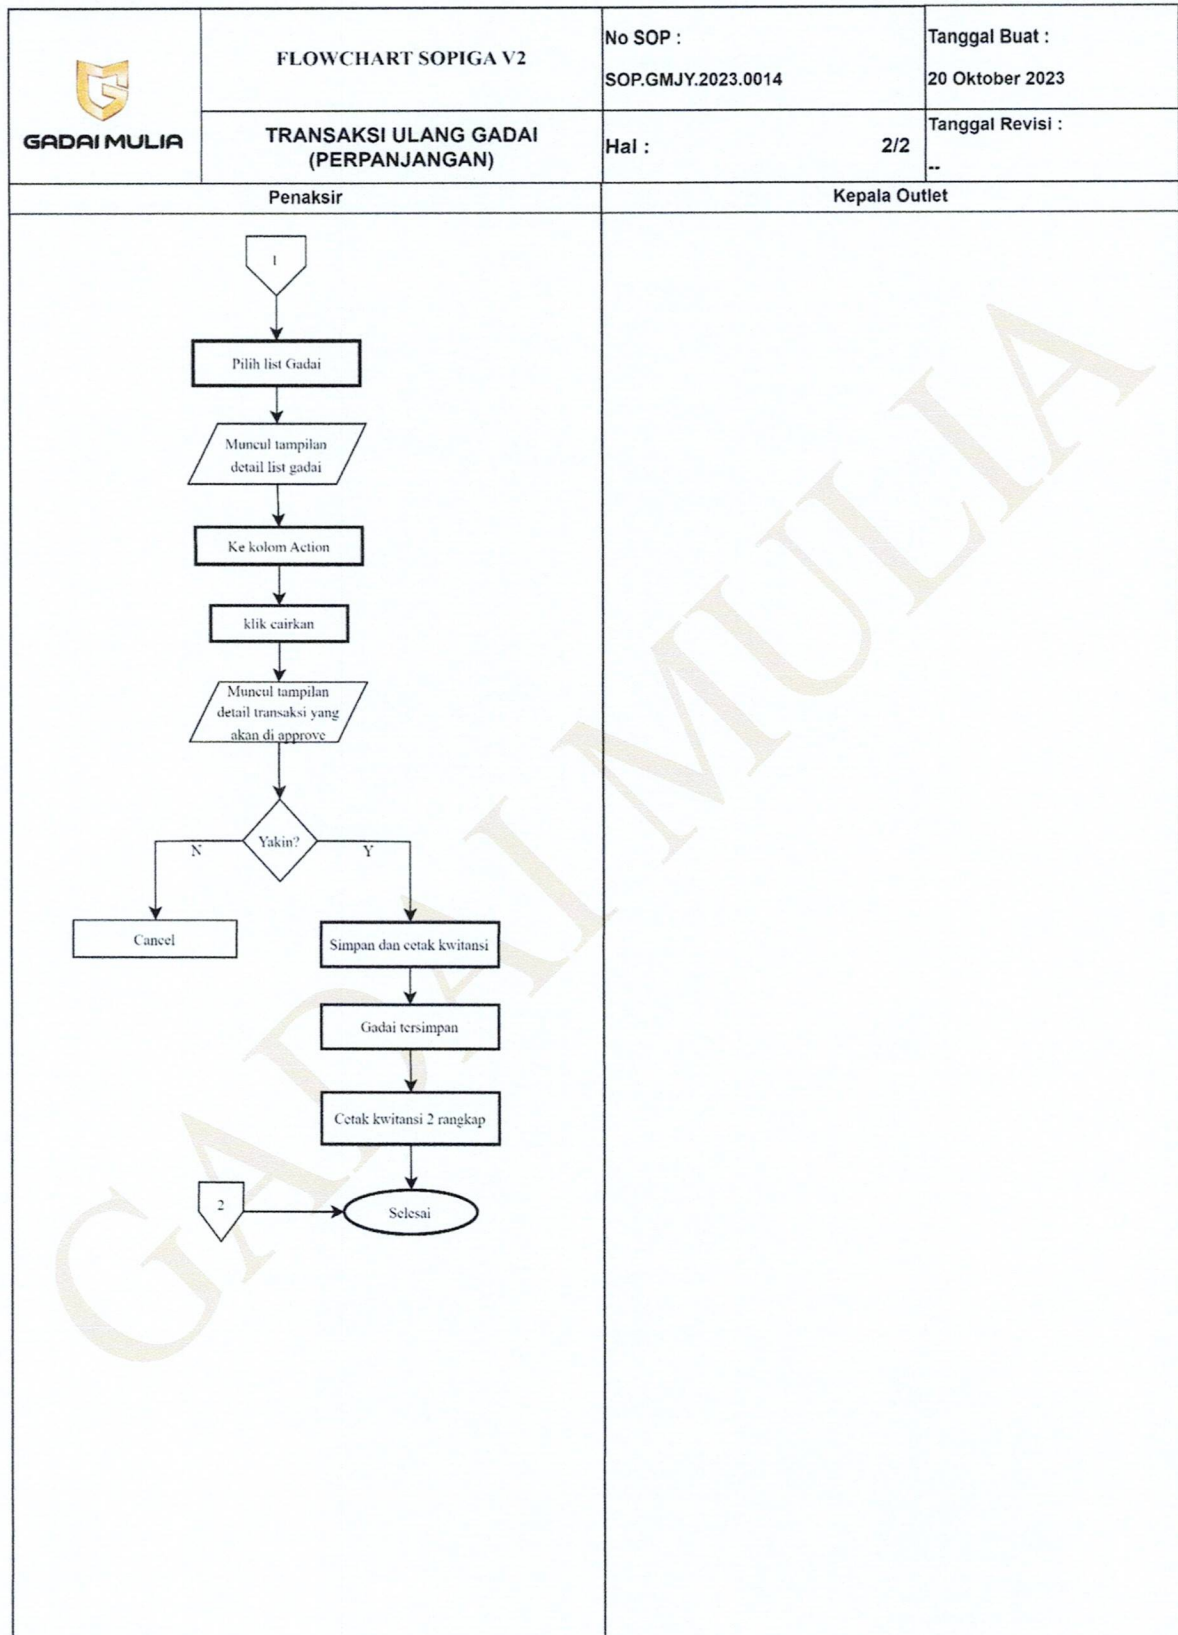 GADAI MULIA
FLOWCHART SOPIGA V2
No SOP :
SOP.GMJY.2023.0014
Tanggal Buat :
20 Oktober 2023
TRANSAKSI ULANG GADAI
(PERPANJANGAN)
Hal : 2/2
Tanggal Revisi :
--
Penaksir
Kepala Outlet
1
Pilih list Gadai
Muncul tampilan
detail list gadai
Ke kolom Action
klik cairkan
Muncul tampilan
detail transaksi yang
akan di approve
Yakin?
N
Y
Cancel
Simpan dan cetak kwitansi
Gadai tersimpan
Cetak kwitansi 2 rangkap
2
Selesai
GADAI MULIA